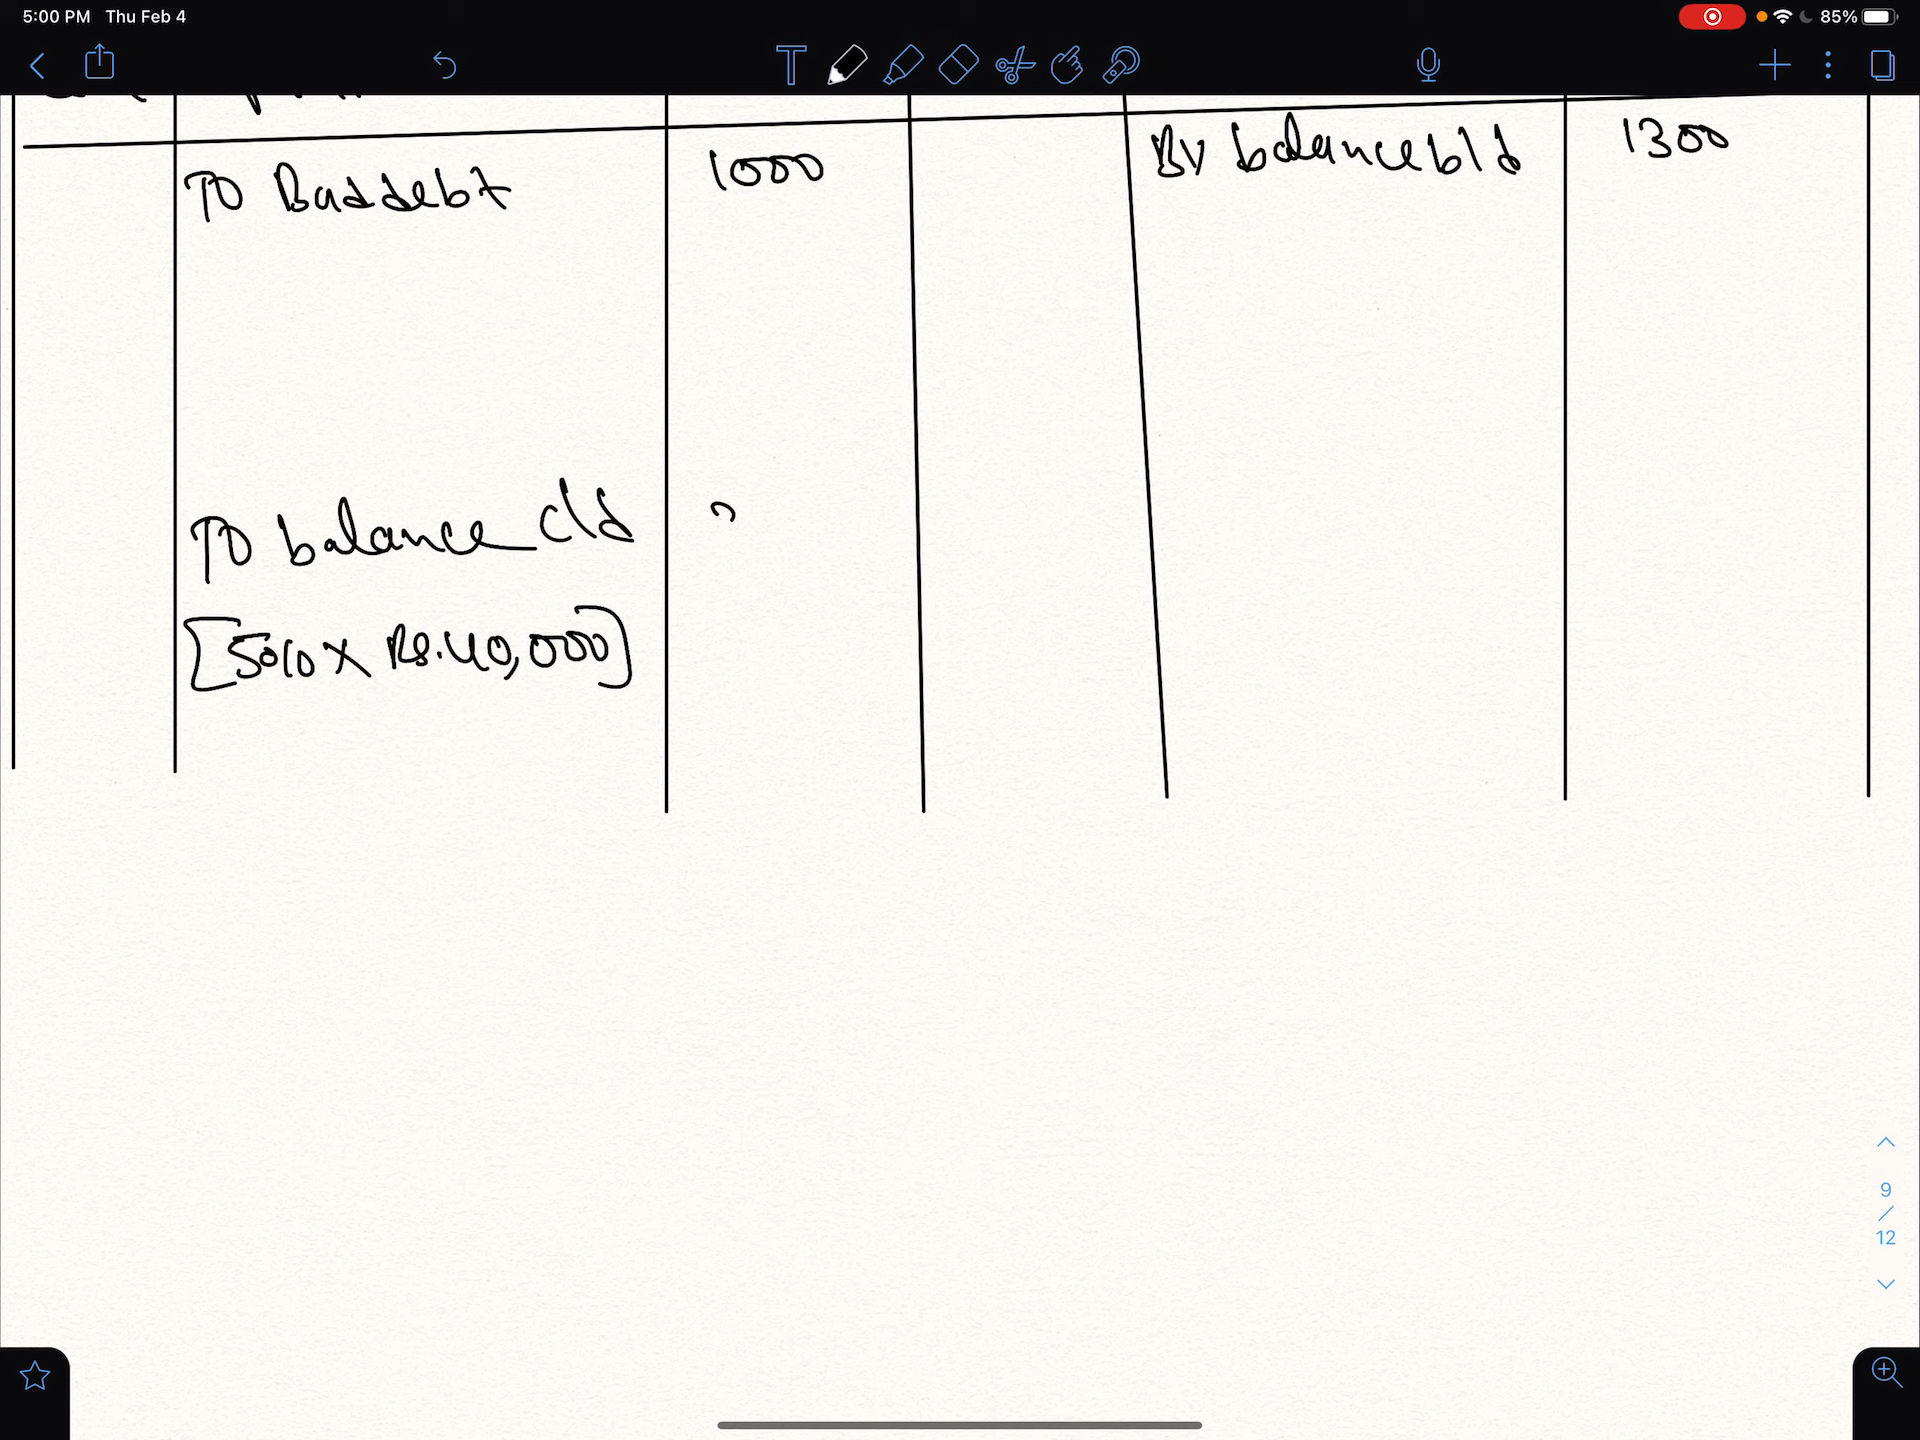 5:00 PM Thu Feb 4
85%
To Baddebt 1000 By balance b/d 1300
To balance c/d
[5% x Rs.40,000]
9
/
12